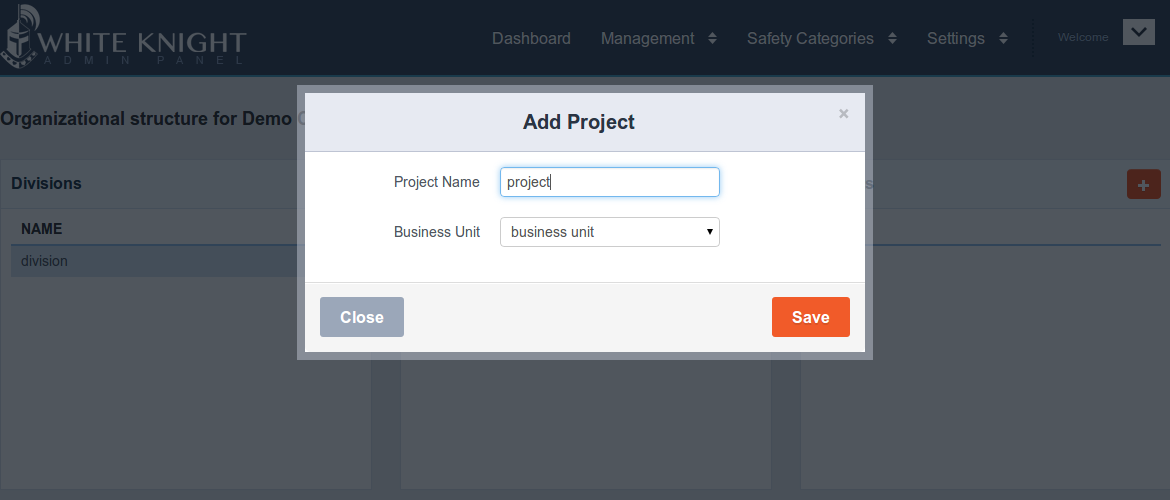 WHITE KNIGHT
ADMIN PANEL
Dashboard Management Safety Categories Settings Welcome
Organizational structure for Demo
Add Project ×
Divisions
Project Name project
Business Unit business unit
NAME
division
Close Save